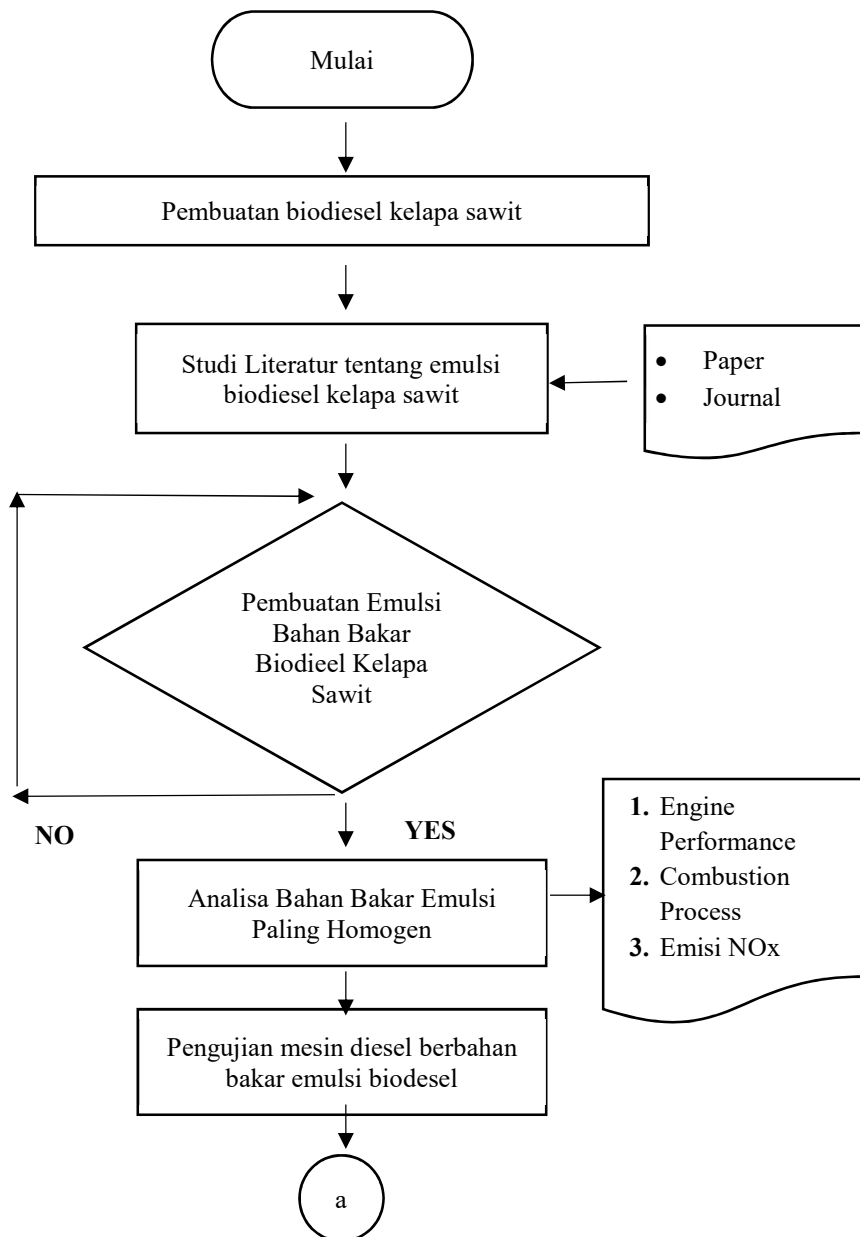 Mulai
Pembuatan biodiesel kelapa sawit
Studi Literatur tentang emulsi
biodiesel kelapa sawit
• Paper
• Journal
Pembuatan Emulsi
Bahan Bakar
Biodieel Kelapa
Sawit
NO
YES
Analisa Bahan Bakar Emulsi
Paling Homogen
1. Engine
Performance
2. Combustion
Process
3. Emisi NOx
Pengujian mesin diesel berbahan
bakar emulsi biodesel
a